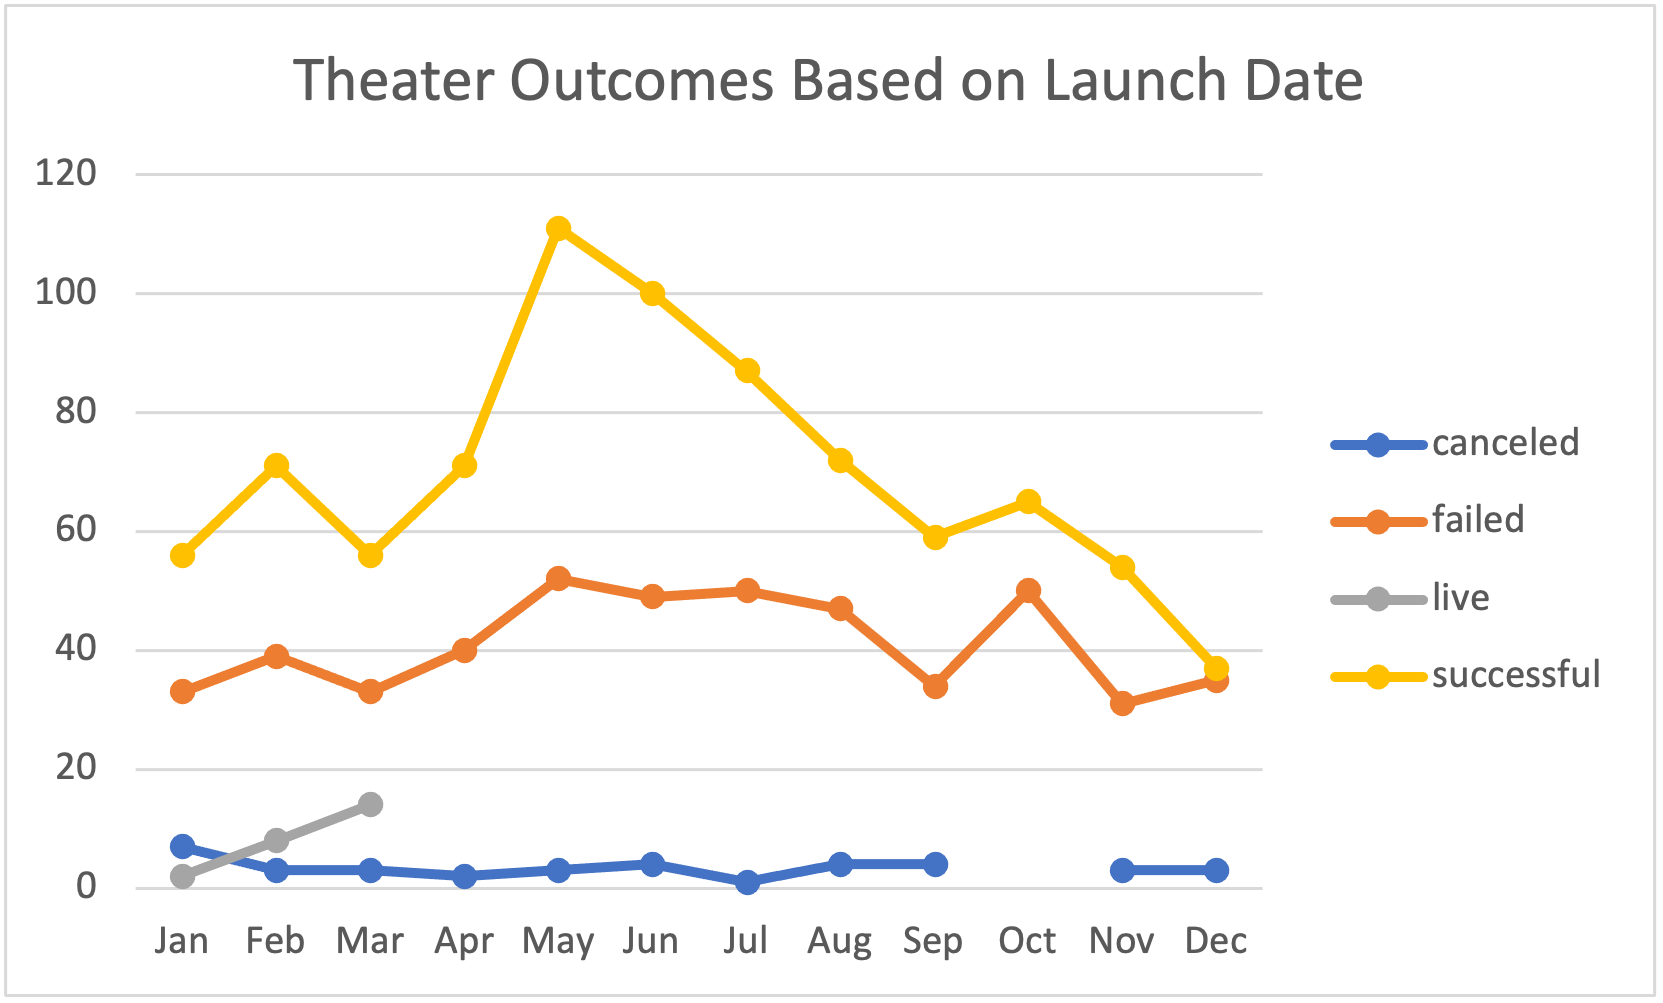 Theater Outcomes Based on Launch Date
120
100
80
60
40
20
0
Jan Feb Mar Apr May Jun Jul Aug Sep Oct Nov Dec
canceled
failed
live
successful